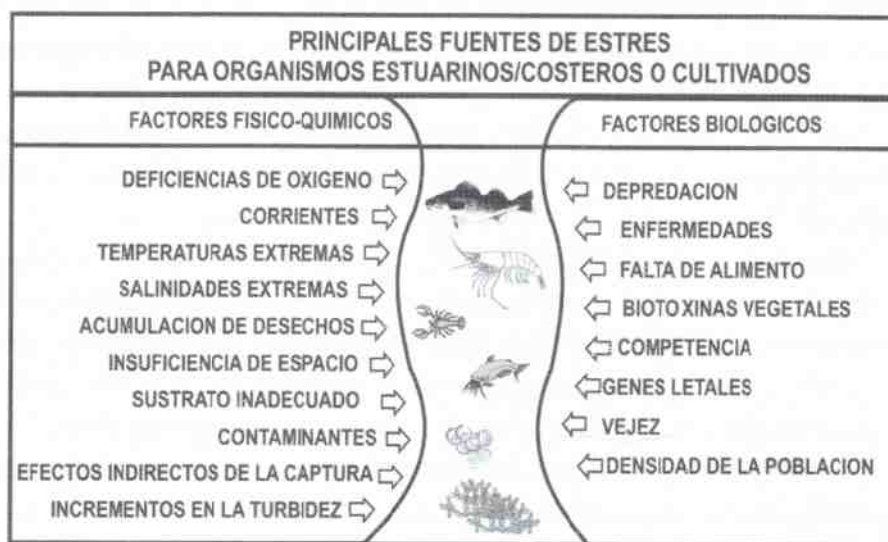 PRINCIPALES FUENTES DE ESTRES
PARA ORGANISMOS ESTUARINOS/COSTEROS O CULTIVADOS
FACTORES FISICO-QUIMICOS
DEFICIENCIAS DE OXIGENO
CORRIENTES
TEMPERATURAS EXTREMAS
SALINIDADES EXTREMAS
ACUMULACION DE DESECHOS
INSUFICIENCIA DE ESPACIO
SUSTRATO INADECUADO
CONTAMINANTES
EFECTOS INDIRECTOS DE LA CAPTURA
INCREMENTOS EN LA TURBIDEZ
FACTORES BIOLOGICOS
DEPREDACION
ENFERMEDADES
FALTA DE ALIMENTO
BIOTOXINAS VEGETALES
COMPETENCIA
GENES LETALES
VEJEZ
DENSIDAD DE LA POBLACION